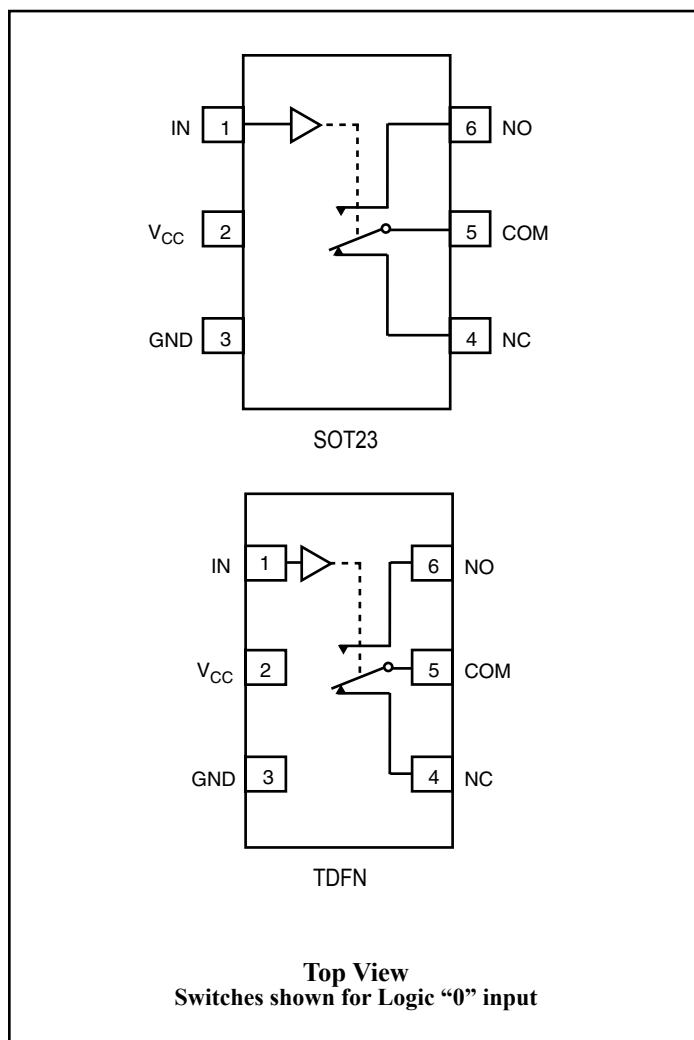 IN 1 6 NO
VCC 2 5 COM
GND 3 4 NC
SOT23
IN 1 6 NO
VCC 2 5 COM
GND 3 4 NC
TDFN
Top View
Switches shown for Logic “0” input